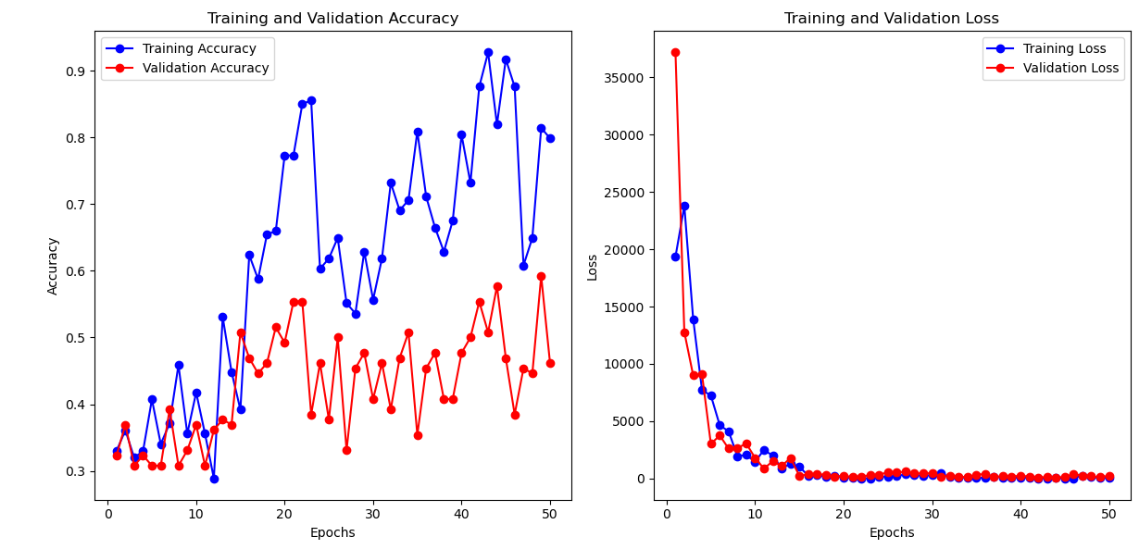 Training and Validation Accuracy
Training Accuracy
Validation Accuracy
0.9
0.8
0.7
0.6
0.5
0.4
0.3
Accuracy
0 10 20 30 40 50
Epochs
Training and Validation Loss
Training Loss
Validation Loss
35000
30000
25000
20000
15000
10000
5000
0
Loss
0 10 20 30 40 50
Epochs